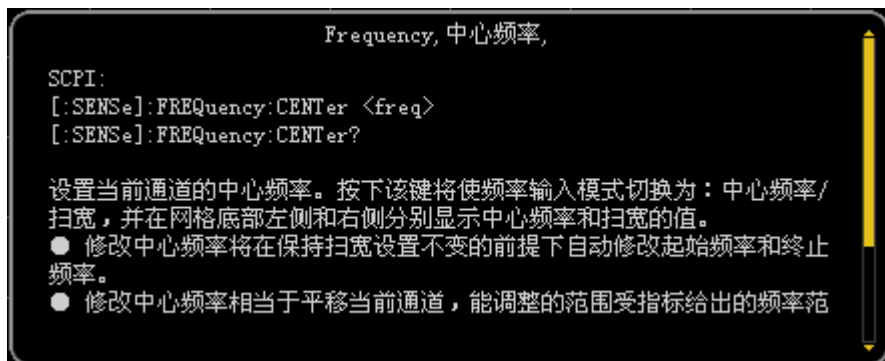 Frequency,中心频率,
SCPI:
[:SENSe]:FREQuency:CENTer <freq>
[:SENSe]:FREQuency:CENTer?
设置当前通道的中心频率。按下该键将使频率输入模式切换为：中心频率/
扫宽，并在网格底部左侧和右侧分别显示中心频率和扫宽的值。
● 修改中心频率将在保持扫宽设置不变的前提下自动修改起始频率和终止
频率。
● 修改中心频率相当于平移当前通道，能调整的范围受指标给出的频率范